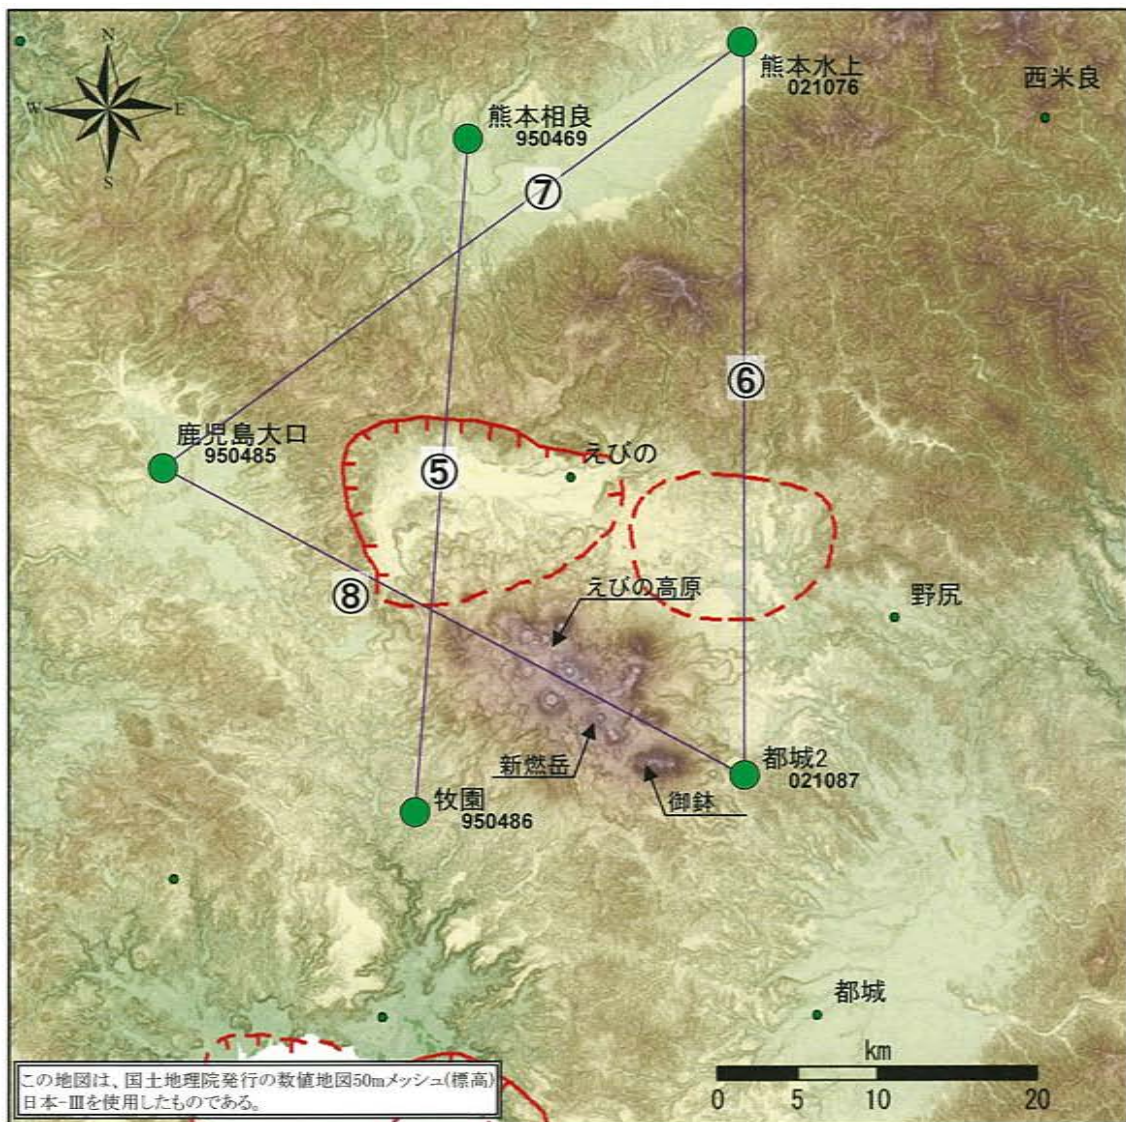 N
W
E
S
熊本水上
021076
西米良
熊本相良
950469
⑦
⑥
鹿児島大口
950485
えびの
⑤
⑧
えびの高原
野尻
新燃岳
都城2
021087
御鉢
牧園
950486
都城
km
0 5 10 20
この地図は、国土地理院発行の数値地図50mメッシュ(標高)
日本-Ⅲを使用したものである。